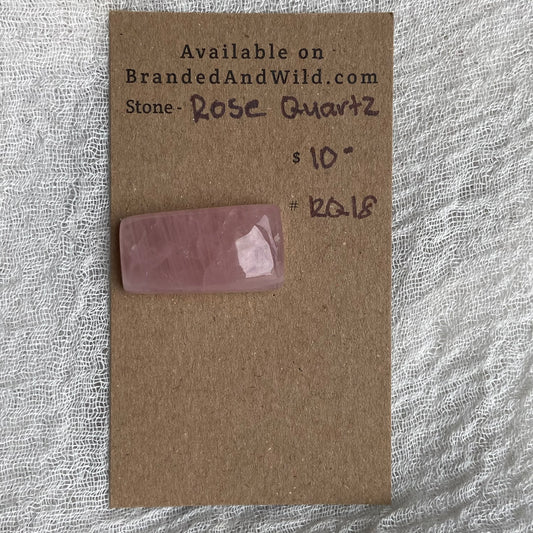 Available on
BrandedAndWild.com
Stone - Rose Quartz
$ 10-
# RQ18